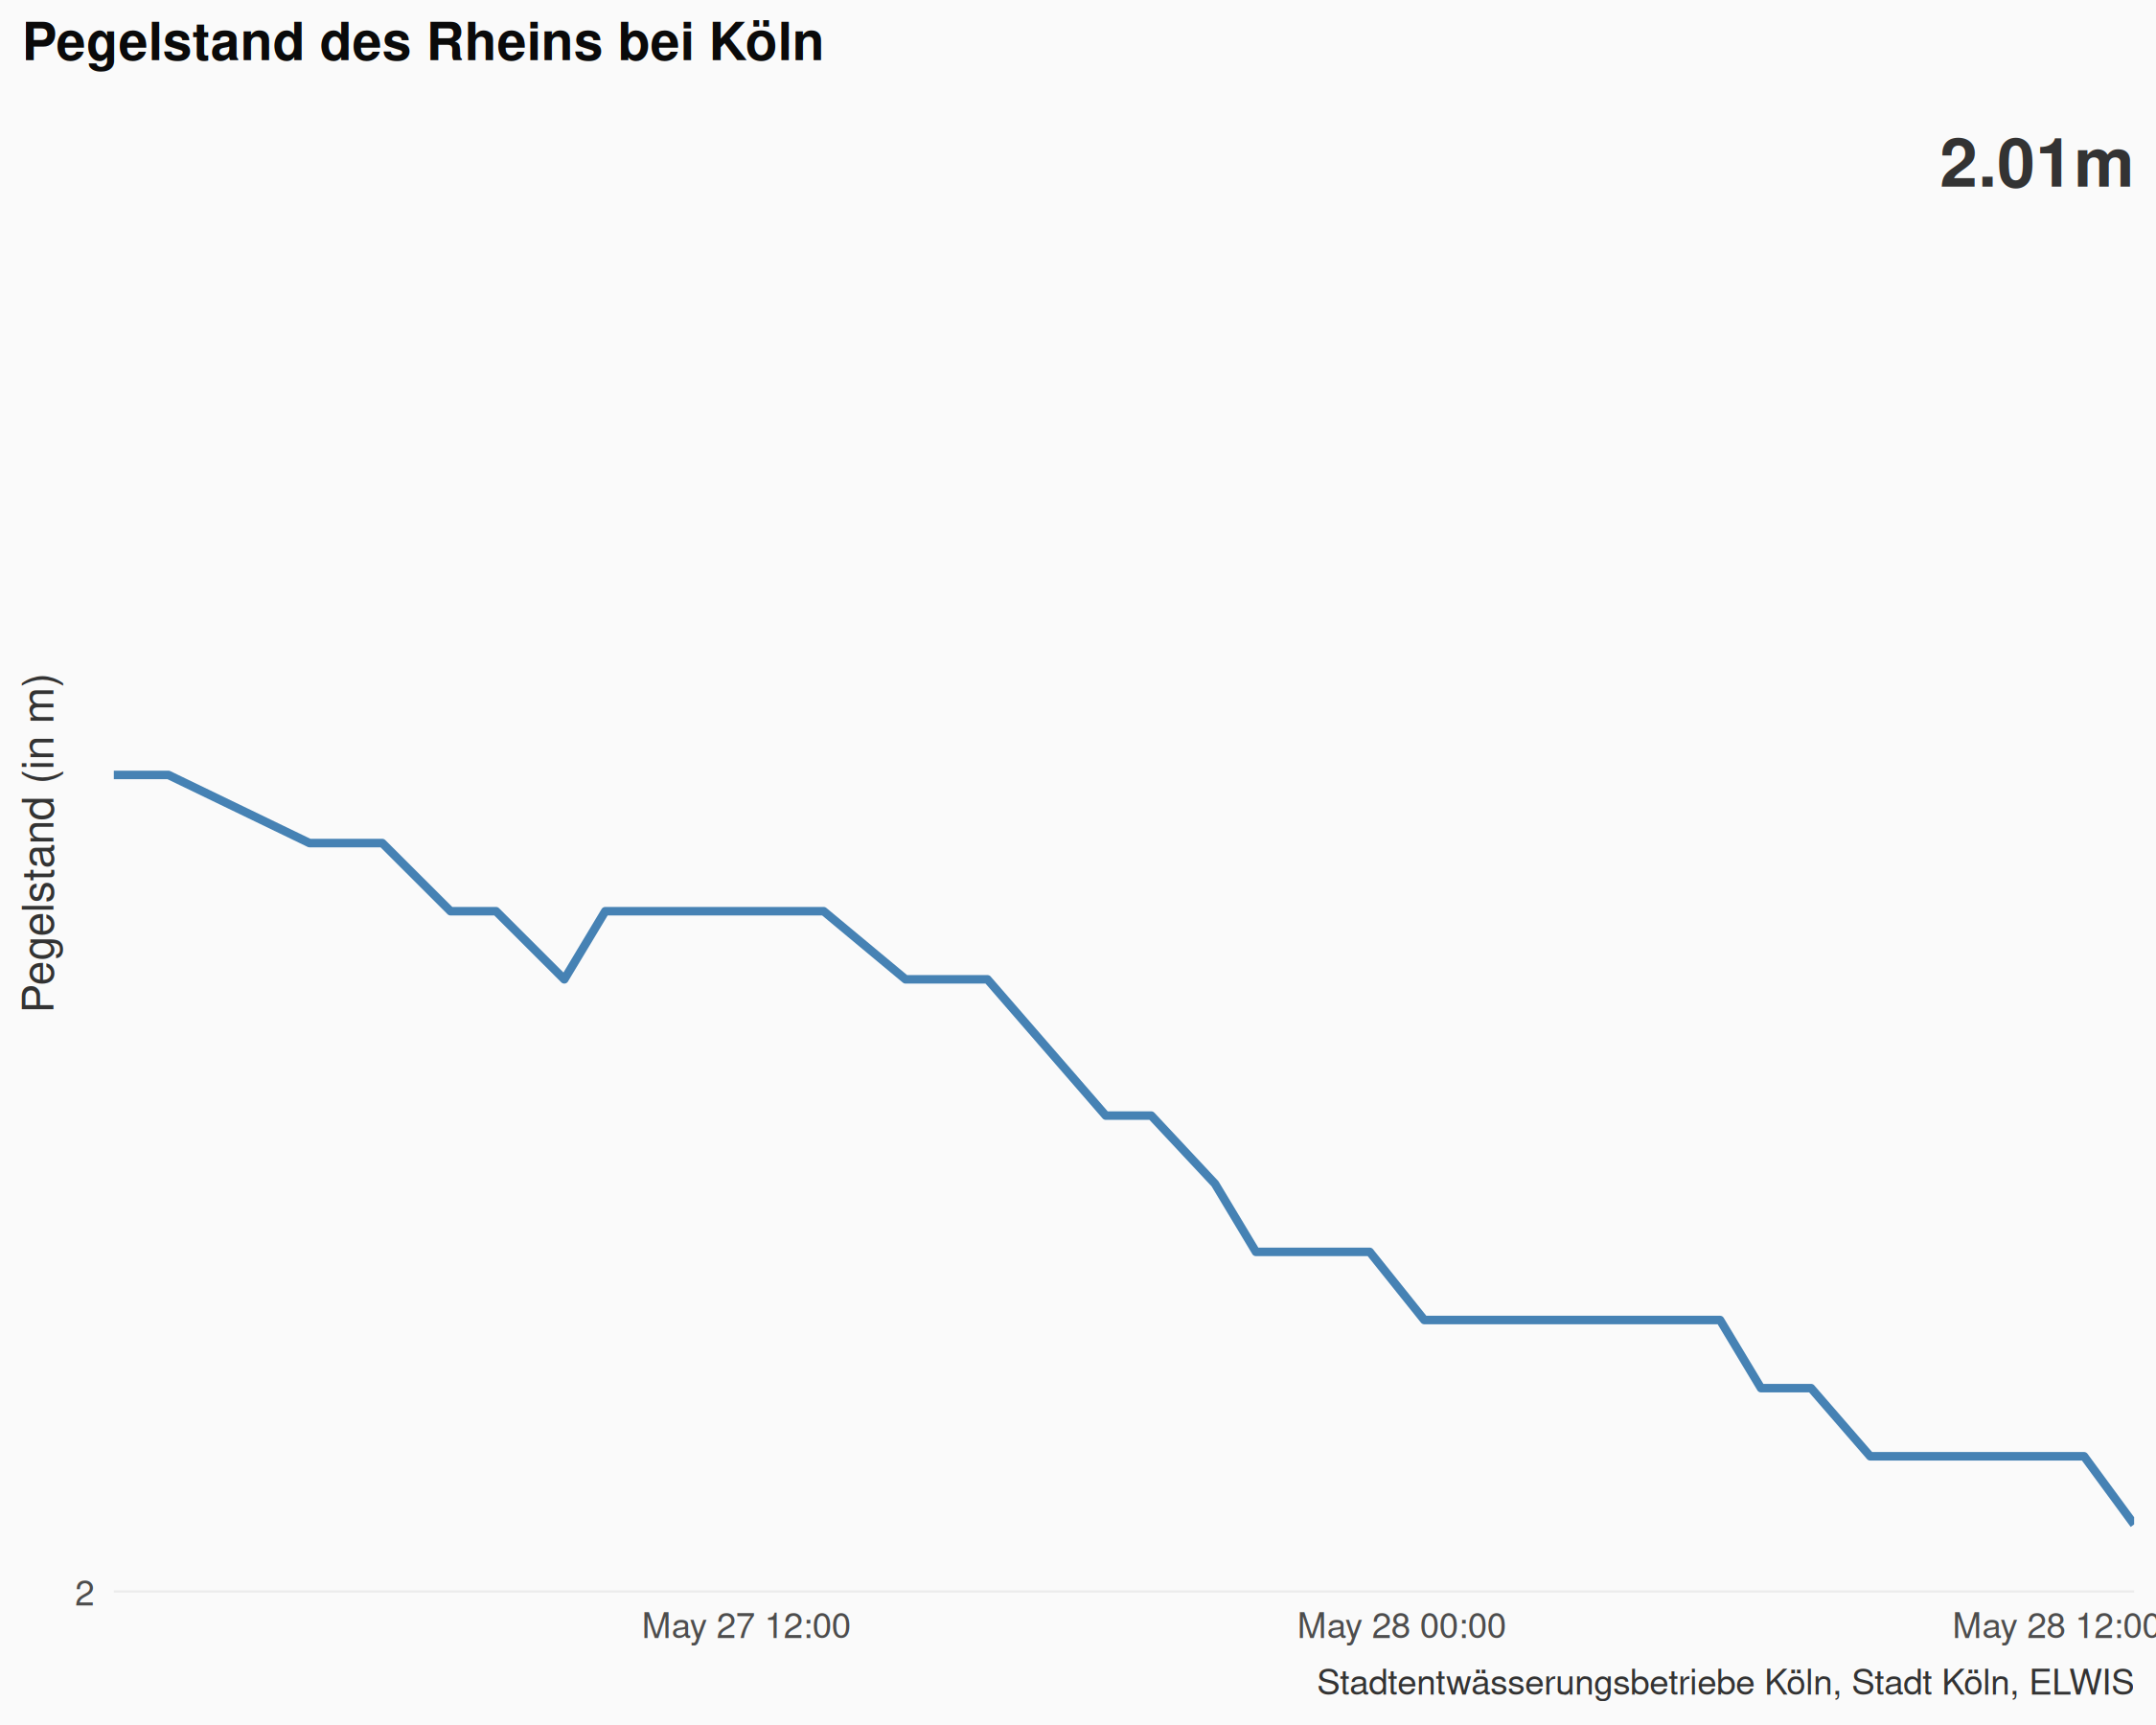 Pegelstand des Rheins bei Köln
2.01m
Pegelstand (in m)
2
May 27 12:00
May 28 00:00
May 28 12:00
Stadtentwässerungsbetriebe Köln, Stadt Köln, ELWIS